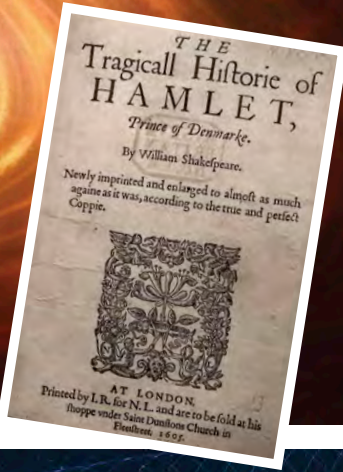 THE
Tragicall Hiſtorie of
HAMLET,
Prince of Denmarke.
By William Shakeſpeare.
Newly imprinted and enlarged to almoſt as much
againe as it was, according to the true and perfect
Coppie.
AT LONDON,
Printed by I. R. for N. L. and are to be ſold at his
ſhoppe vnder Saint Dunſtons Church in
Fleetſtreet. 1605.
13